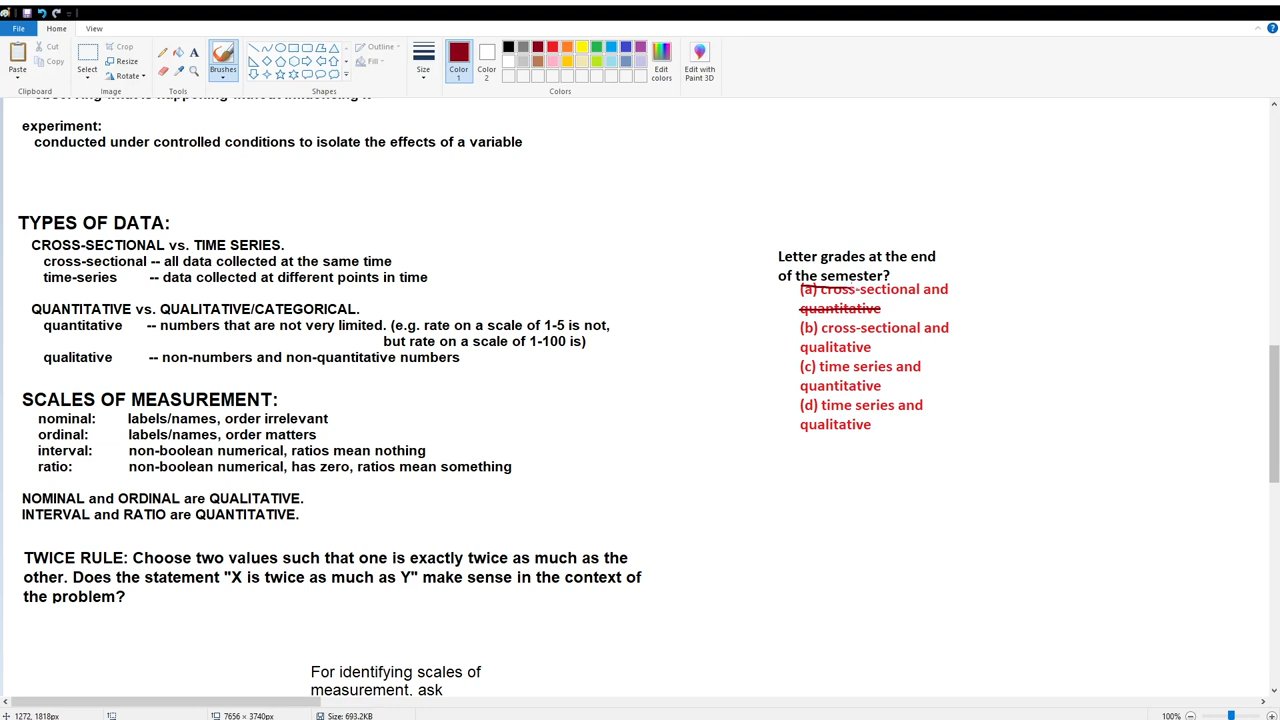 File Home View
Paste
Cut
Copy
Clipboard
Select
Crop
Resize
Rotate
Image
Tools
Brushes
Outline
Fill
Shapes
Size
Color
1
Color
2
Edit
colors
Edit with
Paint 3D
Colors
experiment:
conducted under controlled conditions to isolate the effects of a variable
TYPES OF DATA:
CROSS-SECTIONAL vs. TIME SERIES.
cross-sectional -- all data collected at the same time
time-series -- data collected at different points in time
QUANTITATIVE vs. QUALITATIVE/CATEGORICAL.
quantitative -- numbers that are not very limited. (e.g. rate on a scale of 1-5 is not,
but rate on a scale of 1-100 is)
qualitative -- non-numbers and non-quantitative numbers
SCALES OF MEASUREMENT:
nominal: labels/names, order irrelevant
ordinal: labels/names, order matters
interval: non-boolean numerical, ratios mean nothing
ratio: non-boolean numerical, has zero, ratios mean something
NOMINAL and ORDINAL are QUALITATIVE.
INTERVAL and RATIO are QUANTITATIVE.
TWICE RULE: Choose two values such that one is exactly twice as much as the
other. Does the statement "X is twice as much as Y" make sense in the context of
the problem?
For identifying scales of
measurement, ask
Letter grades at the end
of the semester?
(a) cross-sectional and
quantitative
(b) cross-sectional and
qualitative
(c) time series and
quantitative
(d) time series and
qualitative
1272, 1818px
7656 × 3740px
Size: 693.2KB
100%